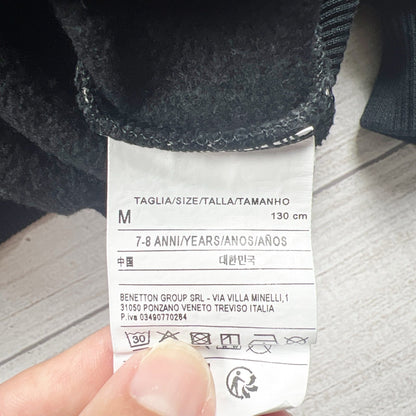 TAGLIA/SIZE/TALLA/TAMANHO
M 130 cm
7-8 ANNI/YEARS/ANOS/AÑOS
中国 대한민국
BENETTON GROUP SRL - VIA VILLA MINELLI,1
31050 PONZANO VENETO TREVISO ITALIA
P.iva 03490770264
30